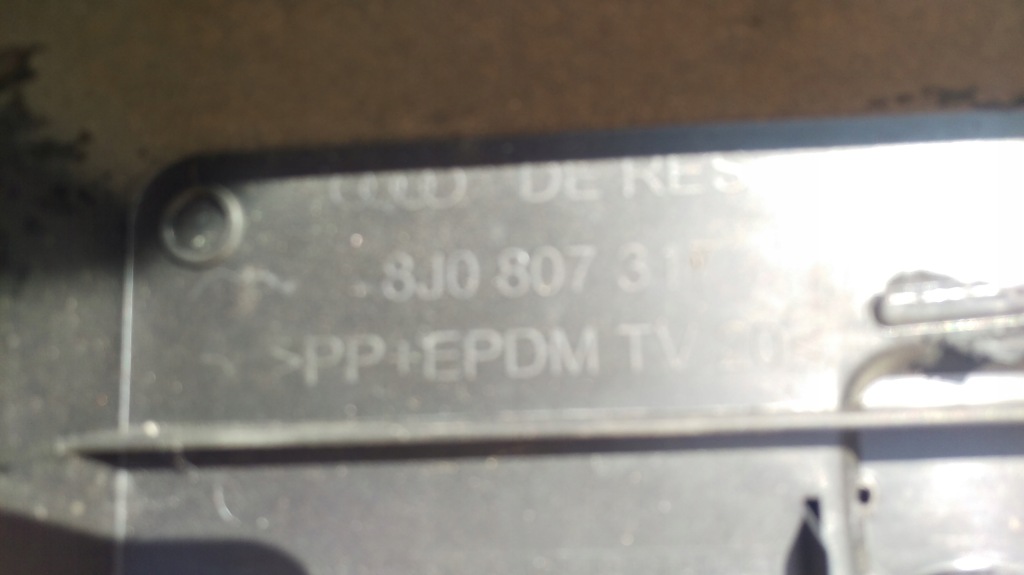 DE RES
8J0 807 31
>PP+EPDM TV